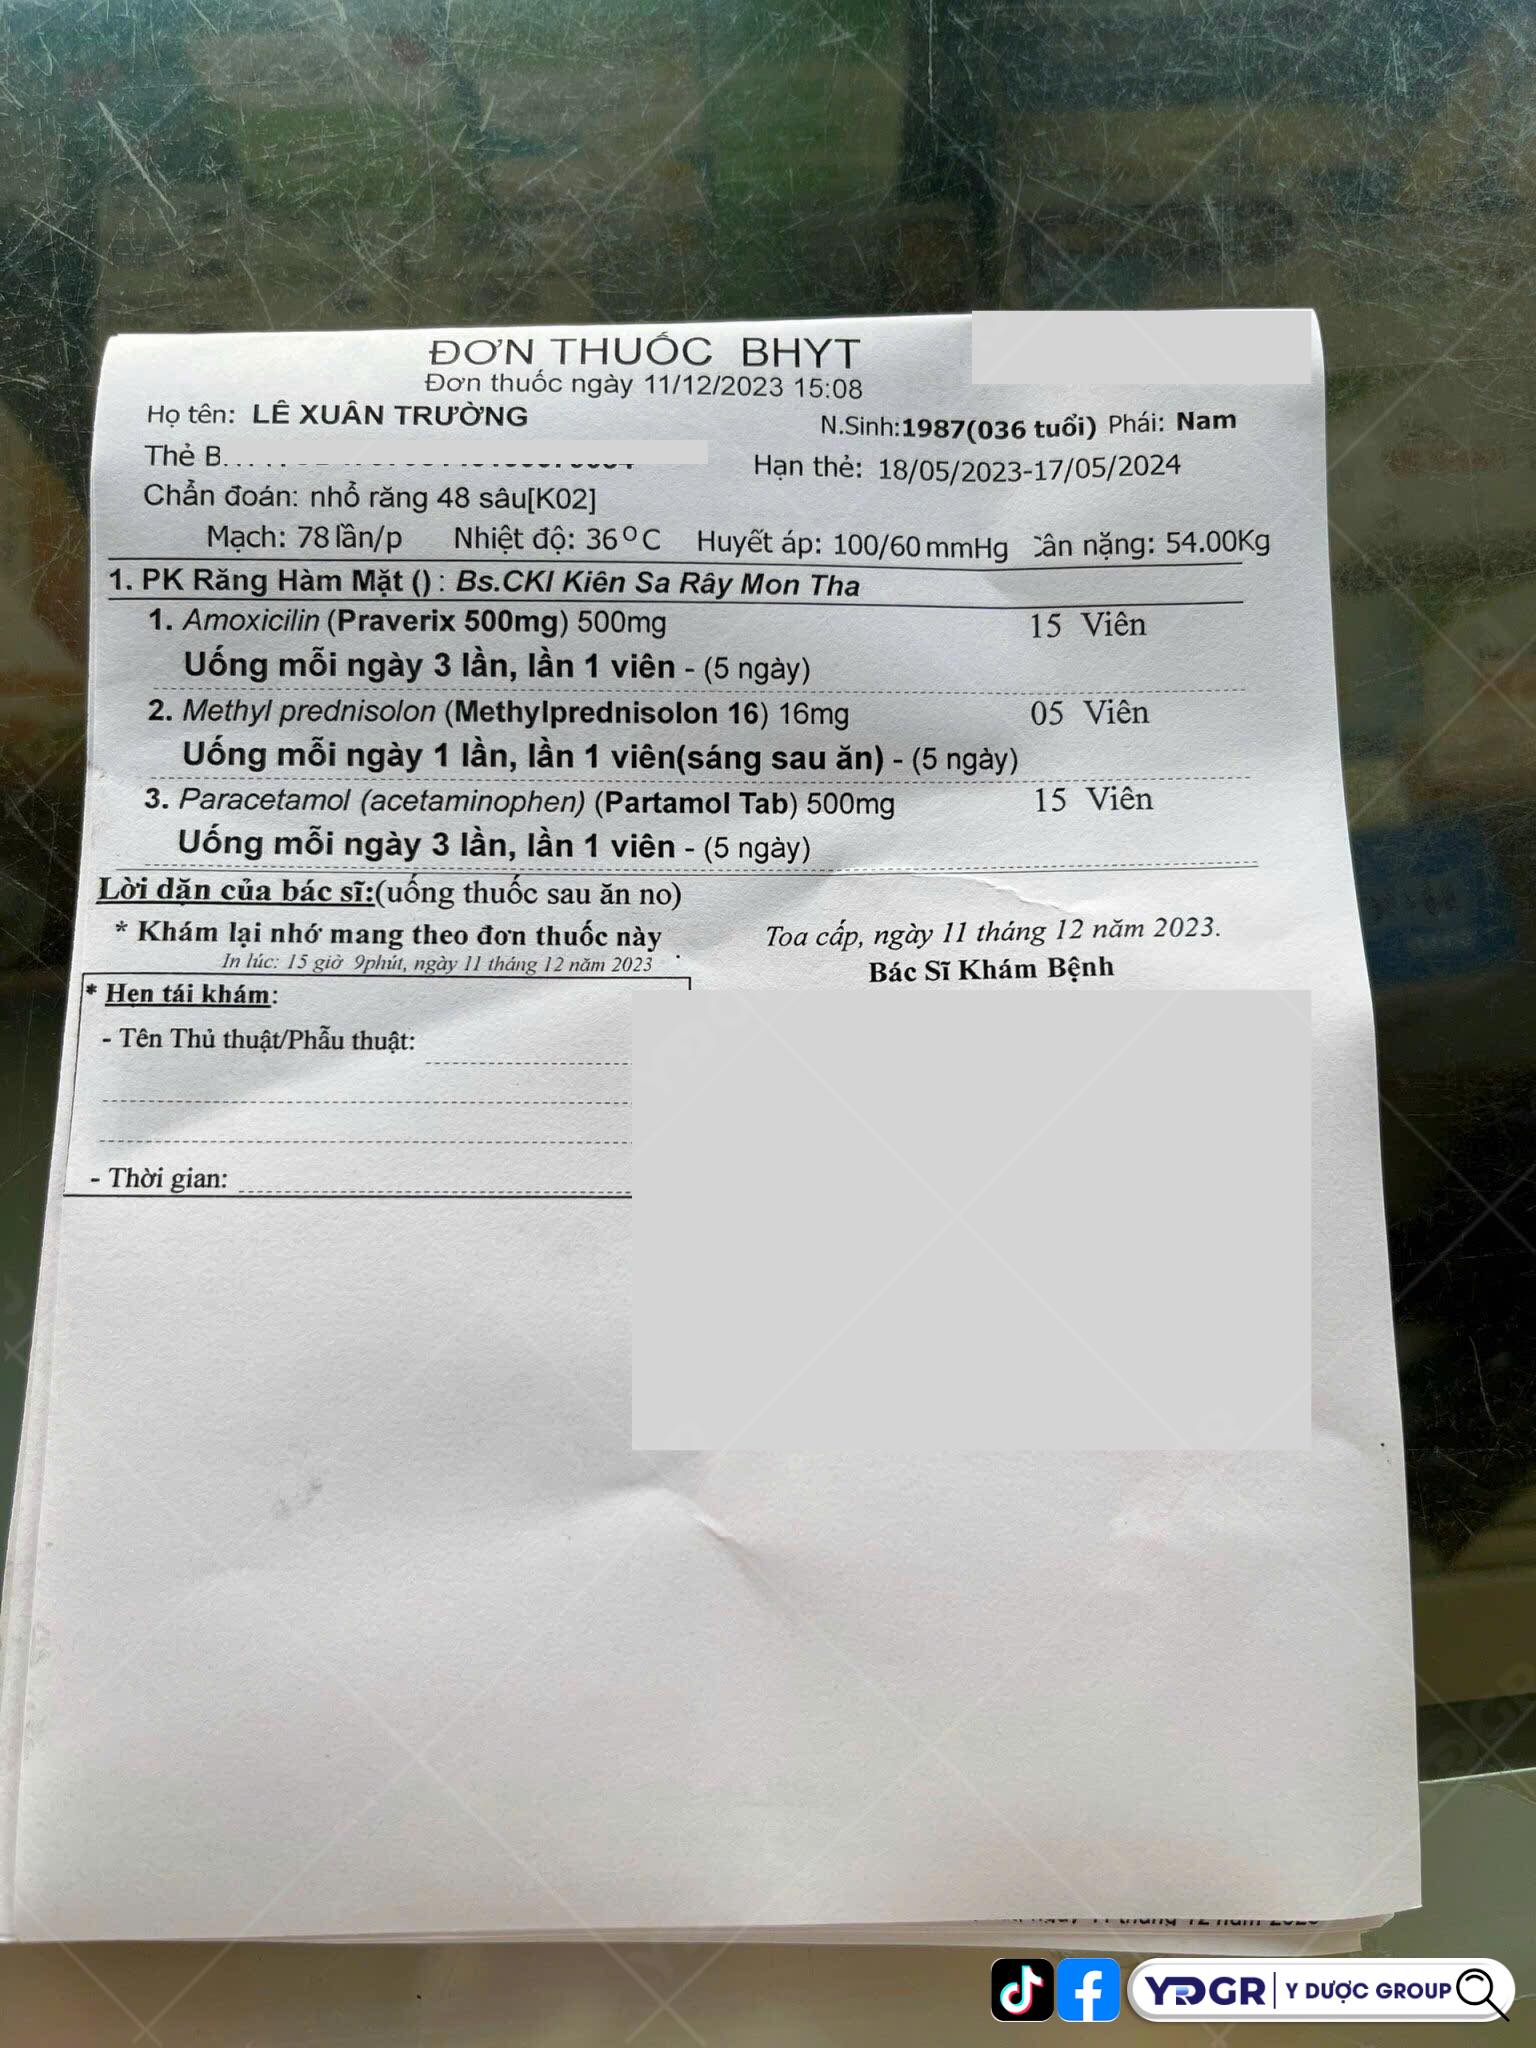 ĐƠN THUỐC BHYT
Đơn thuốc ngày 11/12/2023 15:08
Họ tên: LÊ XUÂN TRƯỜNG N.Sinh:1987(036 tuổi) Phái: Nam
Thẻ B Hạn thẻ: 18/05/2023-17/05/2024
Chẩn đoán: nhổ răng 48 sâu[K02]
Mạch: 78 lần/p Nhiệt độ: 36°C Huyết áp: 100/60 mmHg Cân nặng: 54.00Kg
1. PK Răng Hàm Mặt () : Bs.CKI Kiên Sa Rây Mon Tha
1. Amoxicilin (Praverix 500mg) 500mg 15 Viên
Uống mỗi ngày 3 lần, lần 1 viên - (5 ngày)
2. Methyl prednisolon (Methylprednisolon 16) 16mg 05 Viên
Uống mỗi ngày 1 lần, lần 1 viên(sáng sau ăn) - (5 ngày)
3. Paracetamol (acetaminophen) (Partamol Tab) 500mg 15 Viên
Uống mỗi ngày 3 lần, lần 1 viên - (5 ngày)
Lời dặn của bác sĩ:(uống thuốc sau ăn no)
* Khám lại nhớ mang theo đơn thuốc này Toa cấp, ngày 11 tháng 12 năm 2023.
In lúc: 15 giờ 9phút, ngày 11 tháng 12 năm 2023 Bác Sĩ Khám Bệnh
* Hẹn tái khám:
- Tên Thủ thuật/Phẫu thuật:
- Thời gian:
YDGR | Y DƯỢC GROUP